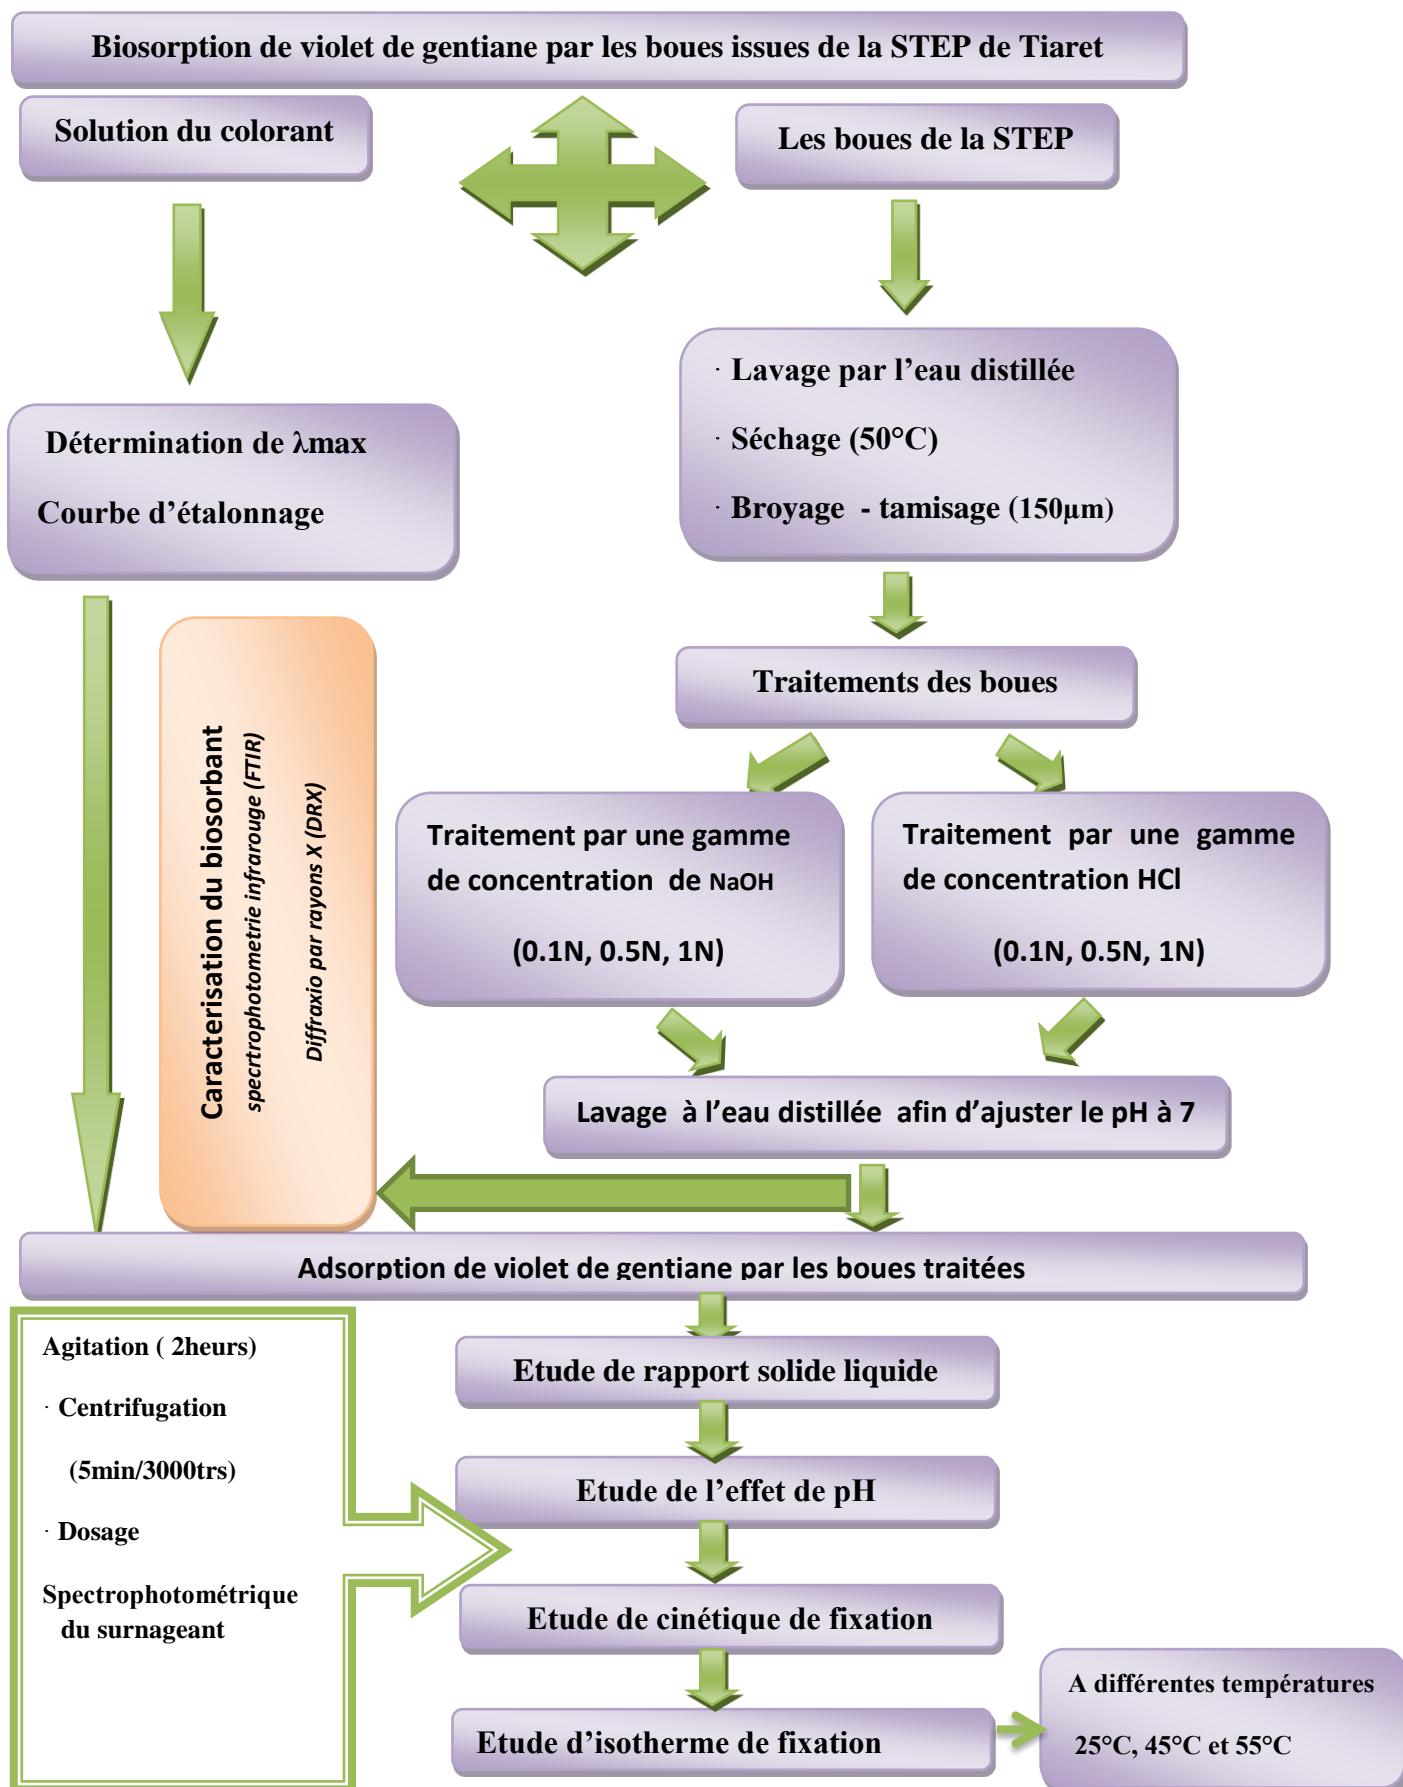 Biosorption de violet de gentiane par les boues issues de la STEP de Tiaret
Solution du colorant
Les boues de la STEP
Détermination de λmax
Courbe d’étalonnage
· Lavage par l’eau distillée
· Séchage (50°C)
· Broyage - tamisage (150µm)
Traitements des boues
Caracterisation du biosorbant
specrtrophotometrie infrarouge (FTIR)
Diffraxio par rayons X (DRX)
Traitement par une gamme
de concentration de NaOH
(0.1N, 0.5N, 1N)
Traitement par une gamme
de concentration HCl
(0.1N, 0.5N, 1N)
Lavage à l’eau distillée afin d’ajuster le pH à 7
Adsorption de violet de gentiane par les boues traitées
Agitation ( 2heurs)
· Centrifugation
(5min/3000trs)
· Dosage
Spectrophotométrique
du surnageant
Etude de rapport solide liquide
Etude de l’effet de pH
Etude de cinétique de fixation
Etude d’isotherme de fixation
A différentes températures
25°C, 45°C et 55°C